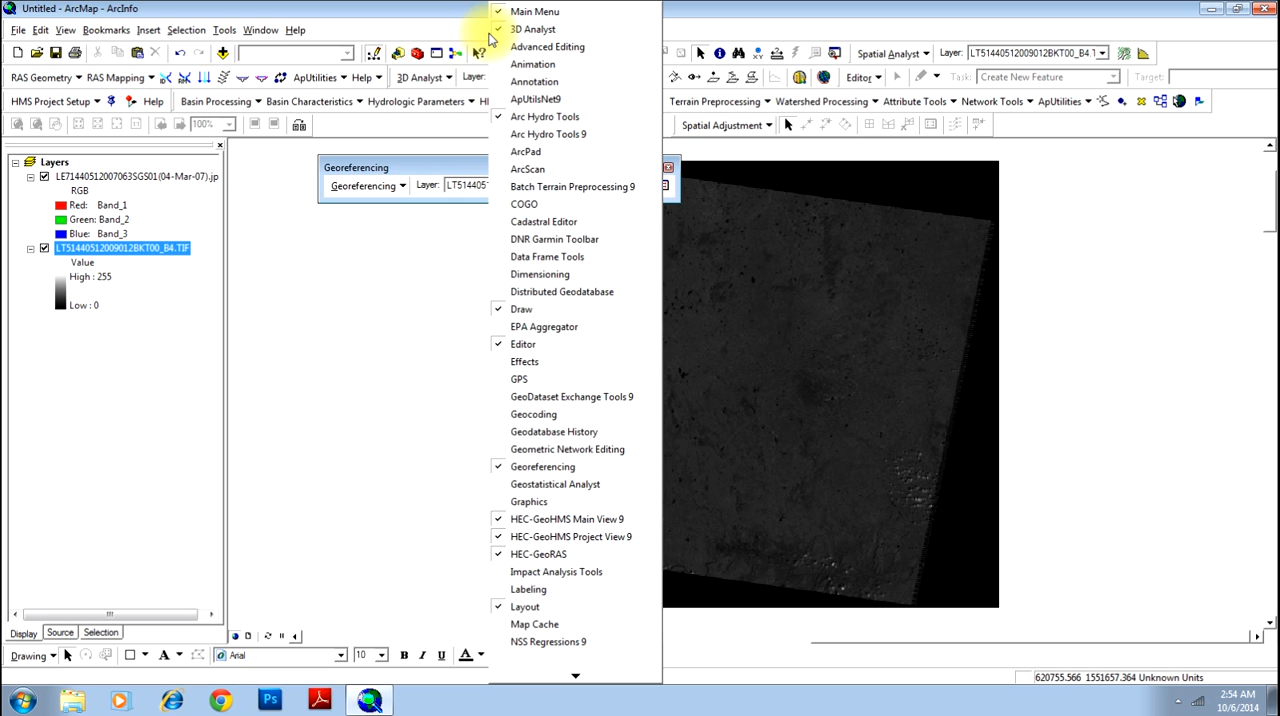 Untitled - ArcMap - ArcInfo
File Edit View Bookmarks Insert Selection Tools Window Help
Spatial Analyst Layer: LT51440512009012BKT00_B4.T
RAS Geometry RAS Mapping ApUtilities Help 3D Analyst Layer:
Editor Task: Create New Feature Target:
HMS Project Setup Help Basin Processing Basin Characteristics Hydrologic Parameters
Terrain Preprocessing Watershed Processing Attribute Tools Network Tools ApUtilities
100%
Spatial Adjustment
Layers
LE71440512007063SGS01(04-Mar-07).jp
RGB
Red: Band_1
Green: Band_2
Blue: Band_3
LT51440512009012BKT00_B4.TIF
Value
High : 255
Low : 0
Georeferencing
Georeferencing Layer: LT51440512
Main Menu
3D Analyst
Advanced Editing
Animation
Annotation
ApUtilsNet9
Arc Hydro Tools
Arc Hydro Tools 9
ArcPad
ArcScan
Batch Terrain Preprocessing 9
COGO
Cadastral Editor
DNR Garmin Toolbar
Data Frame Tools
Dimensioning
Distributed Geodatabase
Draw
EPA Aggregator
Editor
Effects
GPS
GeoDataset Exchange Tools 9
Geocoding
Geodatabase History
Geometric Network Editing
Georeferencing
Geostatistical Analyst
Graphics
HEC-GeoHMS Main View 9
HEC-GeoHMS Project View 9
HEC-GeoRAS
Impact Analysis Tools
Labeling
Layout
Map Cache
NSS Regressions 9
Display Source Selection
Drawing A Arial 10 B I U A
620755.566 1551657.364 Unknown Units
Ps
2:54 AM
10/6/2014